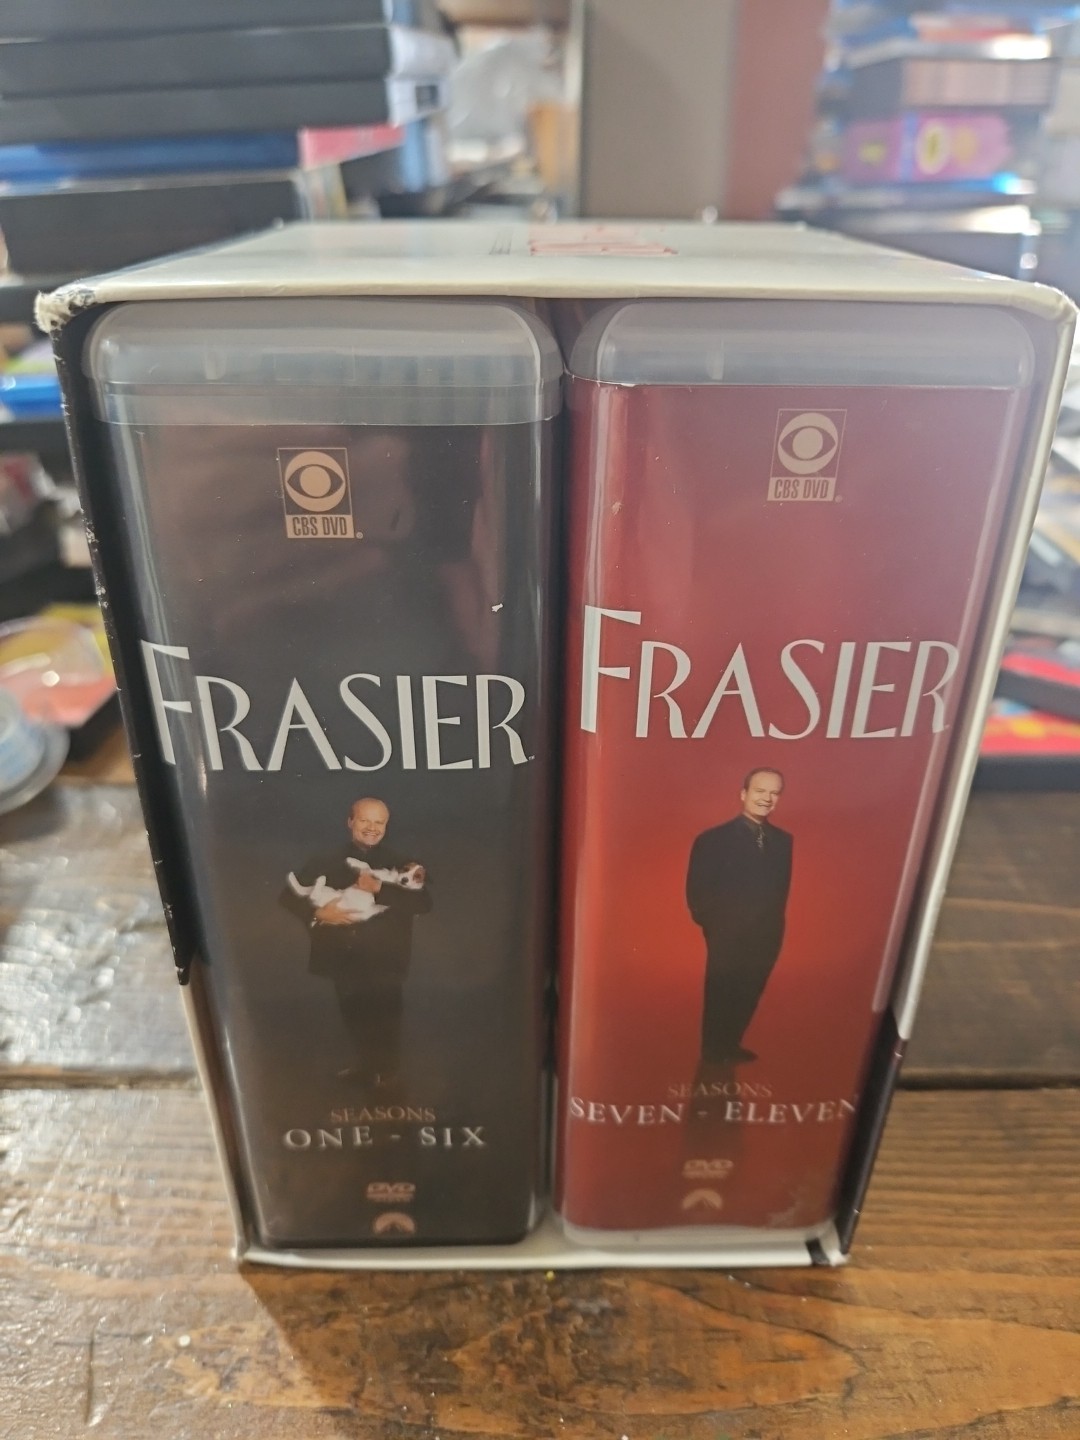 CBS DVD
FRASIER
SEASONS
ONE - SIX
DVD
CBS DVD
FRASIER
SEASONS
SEVEN - ELEVEN
DVD